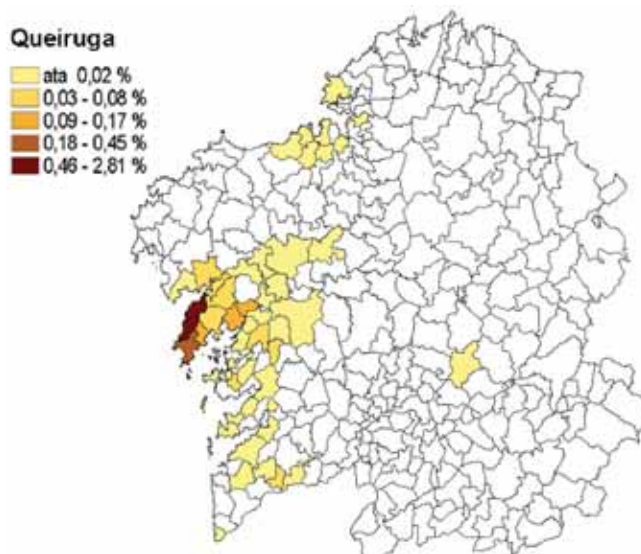 Queiruga
ata 0,02 %
0,03 - 0,08 %
0,09 - 0,17 %
0,18 - 0,45 %
0,46 - 2,81 %